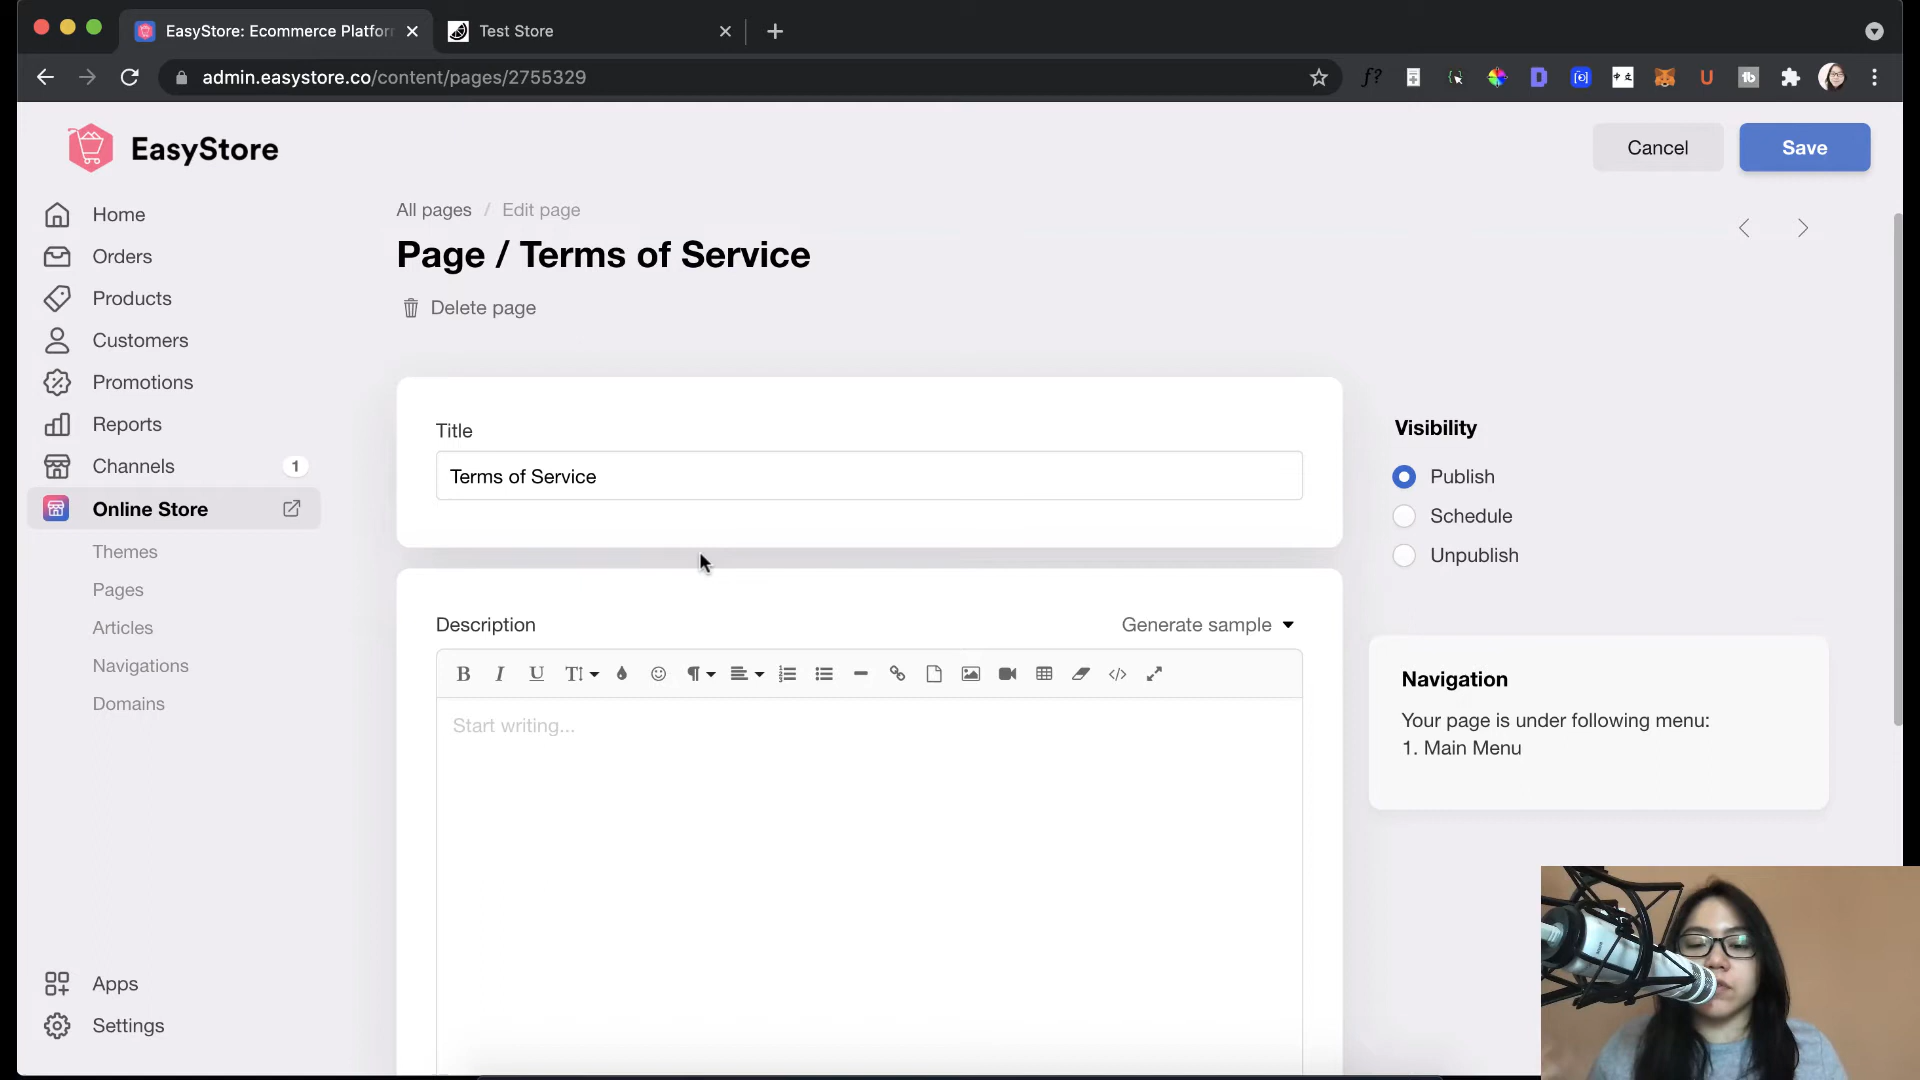 EasyStore: Ecommerce Platfor
Test Store
admin.easystore.co/content/pages/2755329
EasyStore
Cancel
Save
Home
Orders
Products
Customers
Promotions
Reports
Channels
1
Online Store
Themes
Pages
Articles
Navigations
Domains
Apps
Settings
All pages / Edit page
Page / Terms of Service
Delete page
Title
Terms of Service
Description
Generate sample
Start writing...
Visibility
Publish
Schedule
Unpublish
Navigation
Your page is under following menu:
1. Main Menu